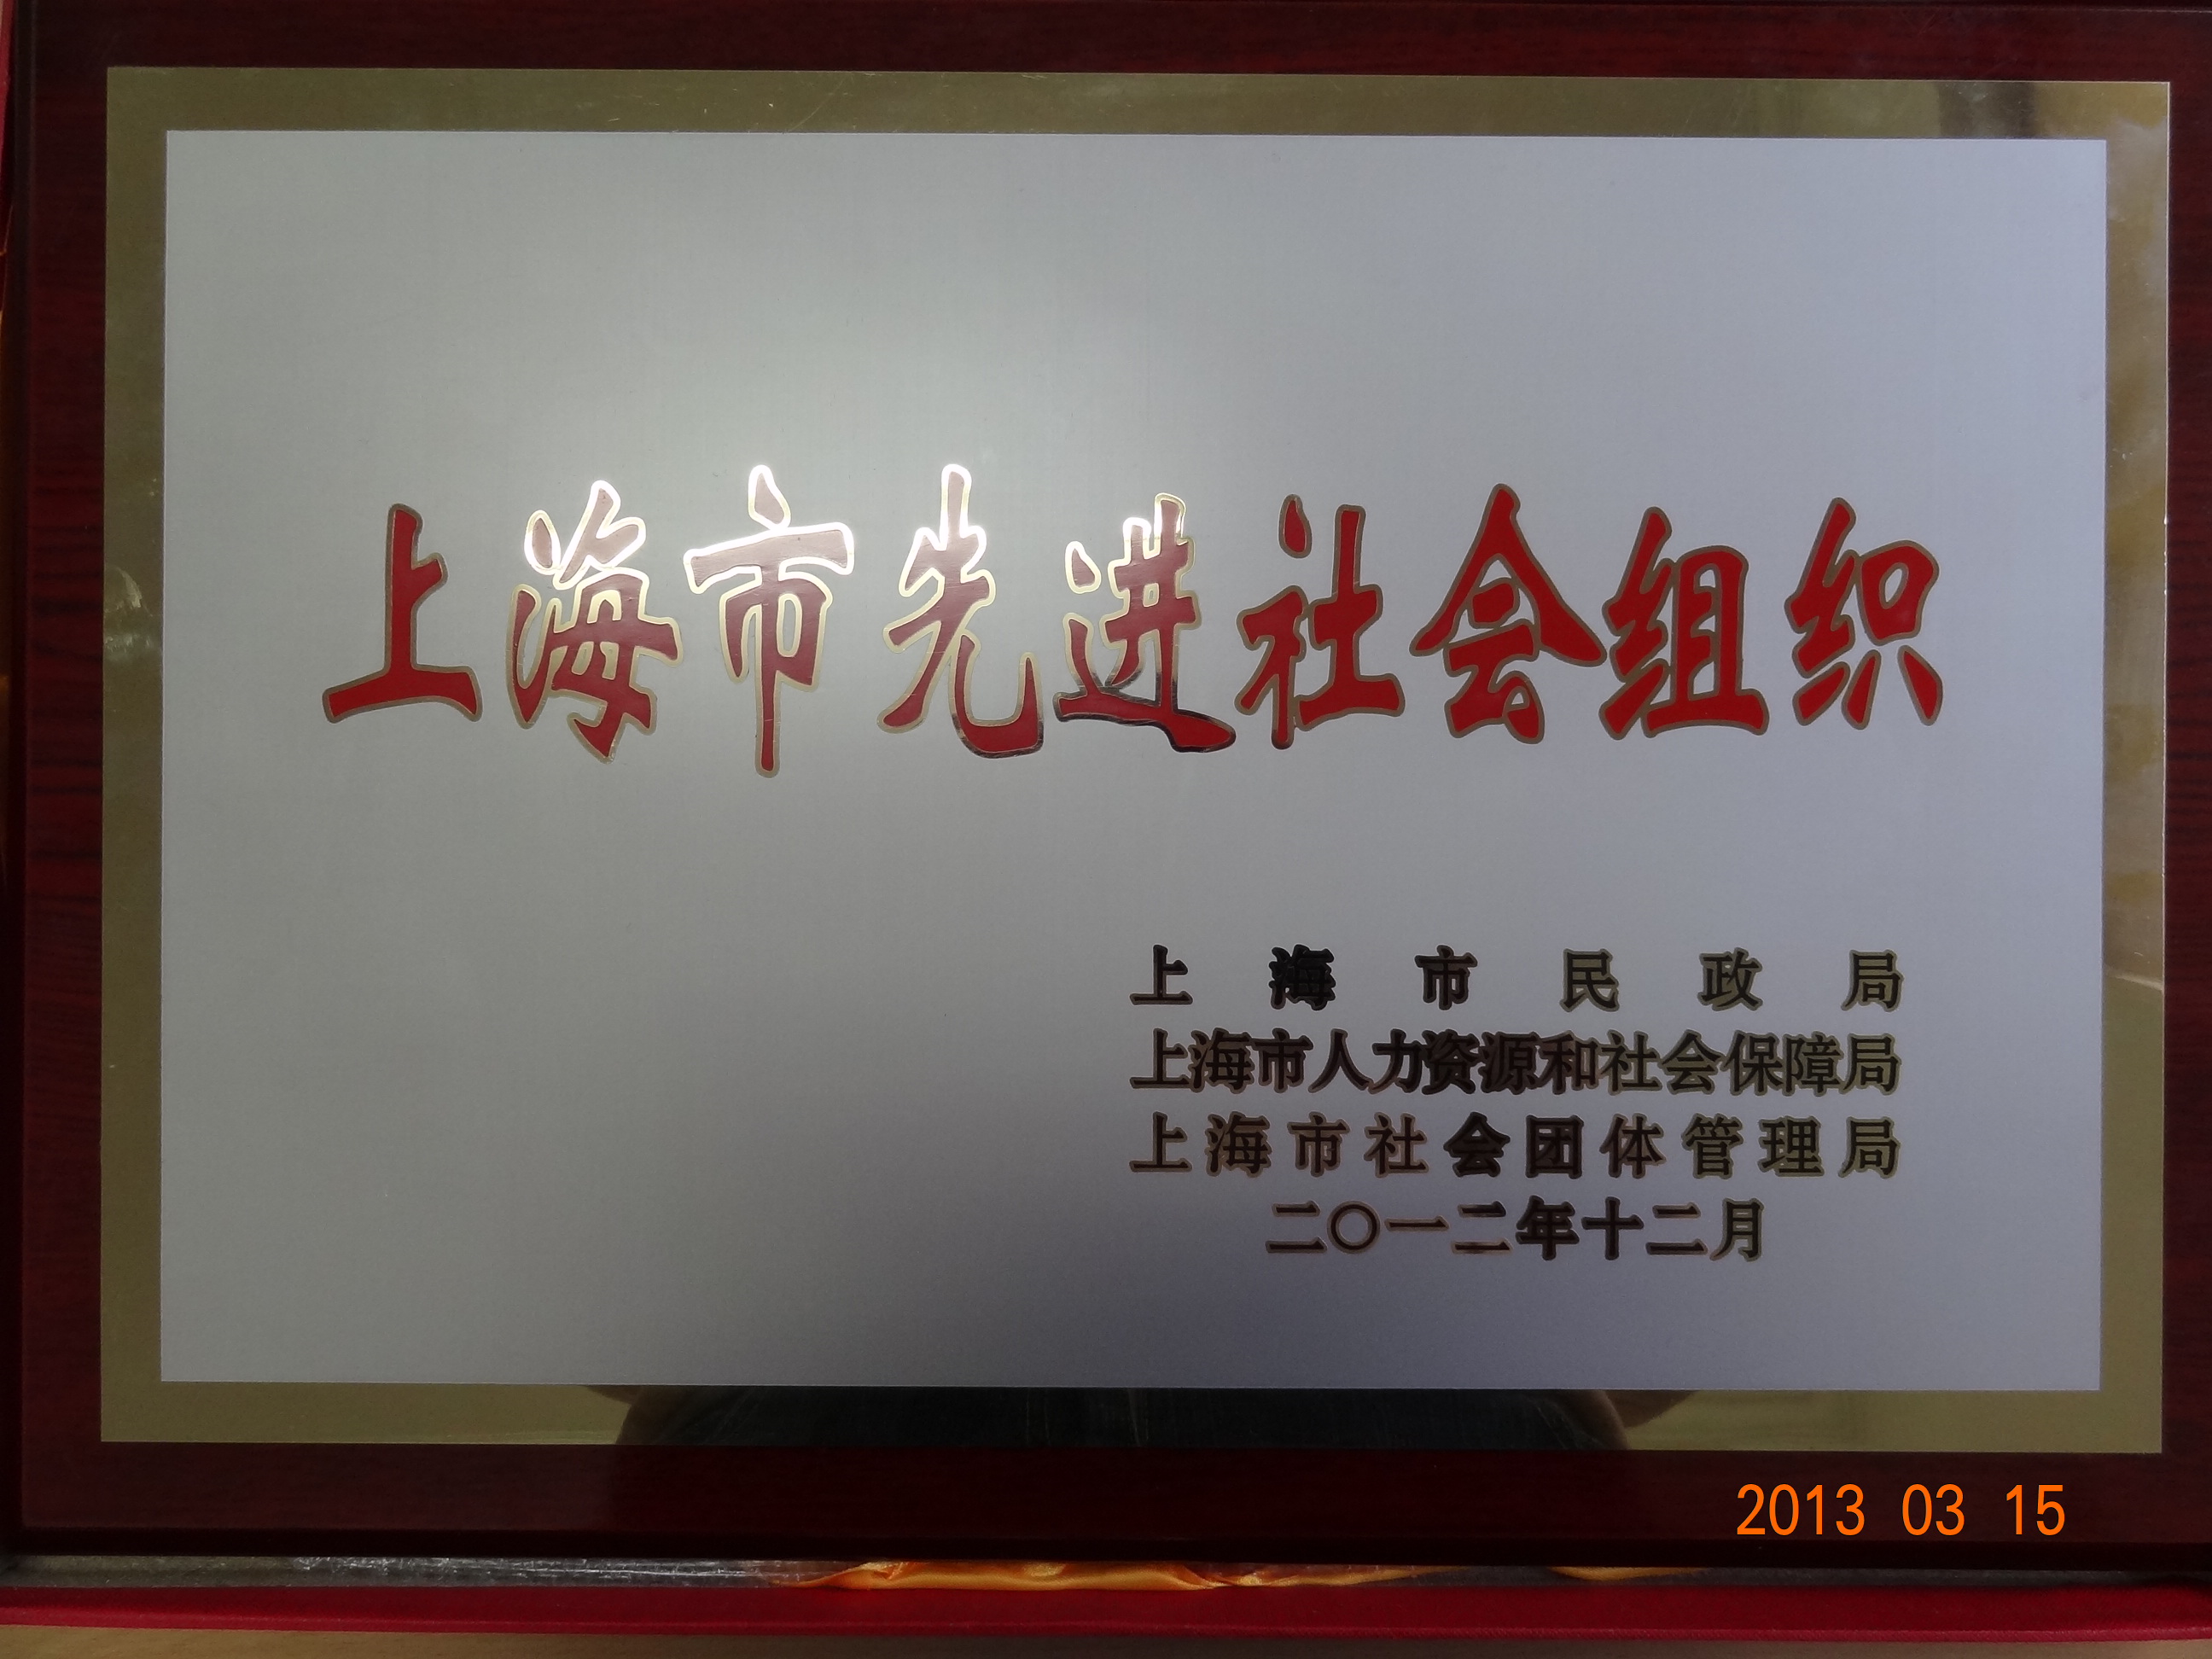 上海市先进社会组织
上海市民政局
上海市人力资源和社会保障局
上海市社会团体管理局
二〇一二年十二月
2013 03 15